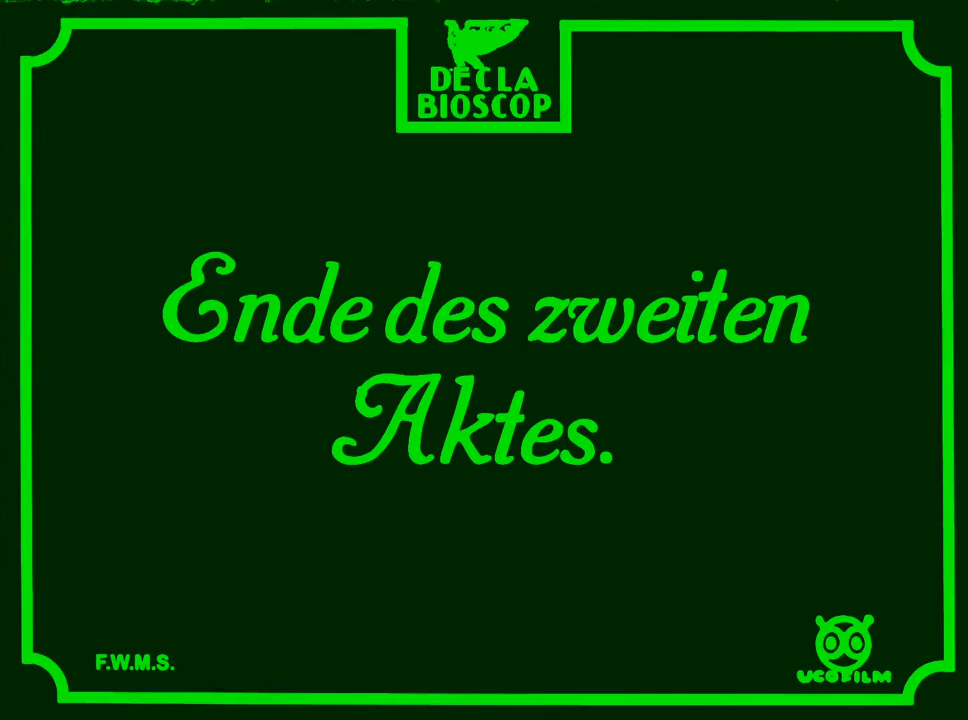 DECLA
BIOSCOP
Ende des zweiten
Aktes.
F.W.M.S.
UCOFILM